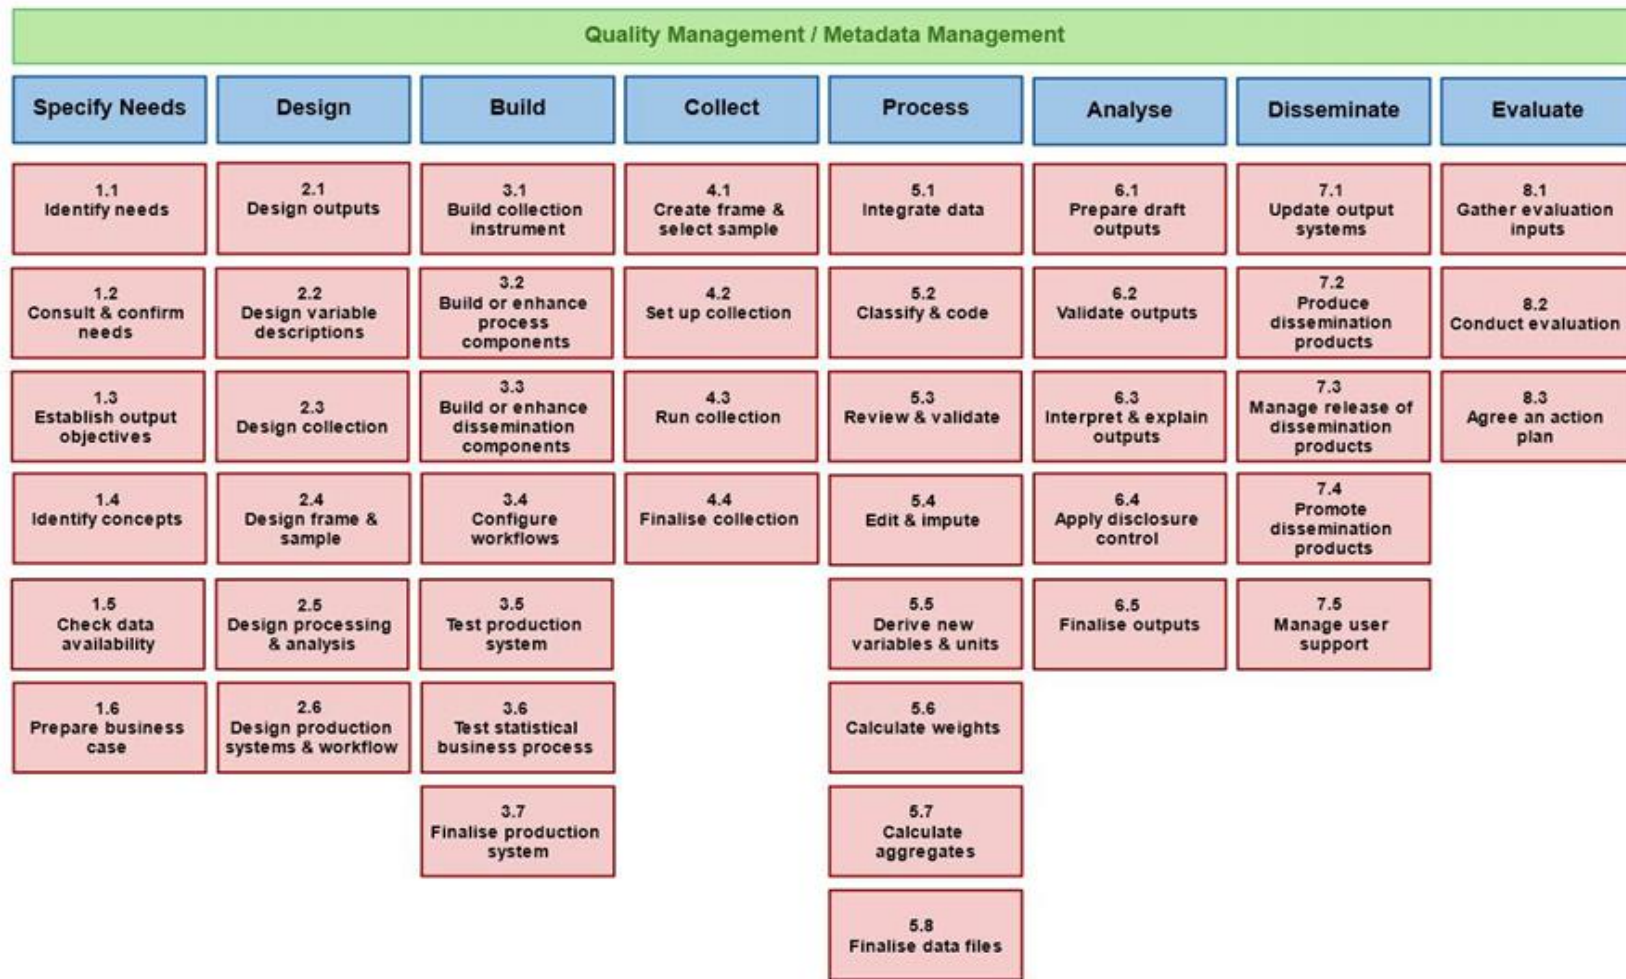 Quality Management / Metadata Management
Specify Needs
Design
Build
Collect
Process
Analyse
Disseminate
Evaluate
1.1
Identify needs
2.1
Design outputs
3.1
Build collection
instrument
4.1
Create frame &
select sample
5.1
Integrate data
6.1
Prepare draft
outputs
7.1
Update output
systems
8.1
Gather evaluation
inputs
1.2
Consult & confirm
needs
2.2
Design variable
descriptions
3.2
Build or enhance
process
components
4.2
Set up collection
5.2
Classify & code
6.2
Validate outputs
7.2
Produce
dissemination
products
8.2
Conduct evaluation
1.3
Establish output
objectives
2.3
Design collection
3.3
Build or enhance
dissemination
components
4.3
Run collection
5.3
Review & validate
6.3
Interpret & explain
outputs
7.3
Manage release of
dissemination
products
8.3
Agree an action
plan
1.4
Identify concepts
2.4
Design frame &
sample
3.4
Configure
workflows
4.4
Finalise collection
5.4
Edit & impute
6.4
Apply disclosure
control
7.4
Promote
dissemination
products
1.5
Check data
availability
2.5
Design processing
& analysis
3.5
Test production
system
5.5
Derive new
variables & units
6.5
Finalise outputs
7.5
Manage user
support
1.6
Prepare business
case
2.6
Design production
systems & workflow
3.6
Test statistical
business process
5.6
Calculate weights
3.7
Finalise production
system
5.7
Calculate
aggregates
5.8
Finalise data files